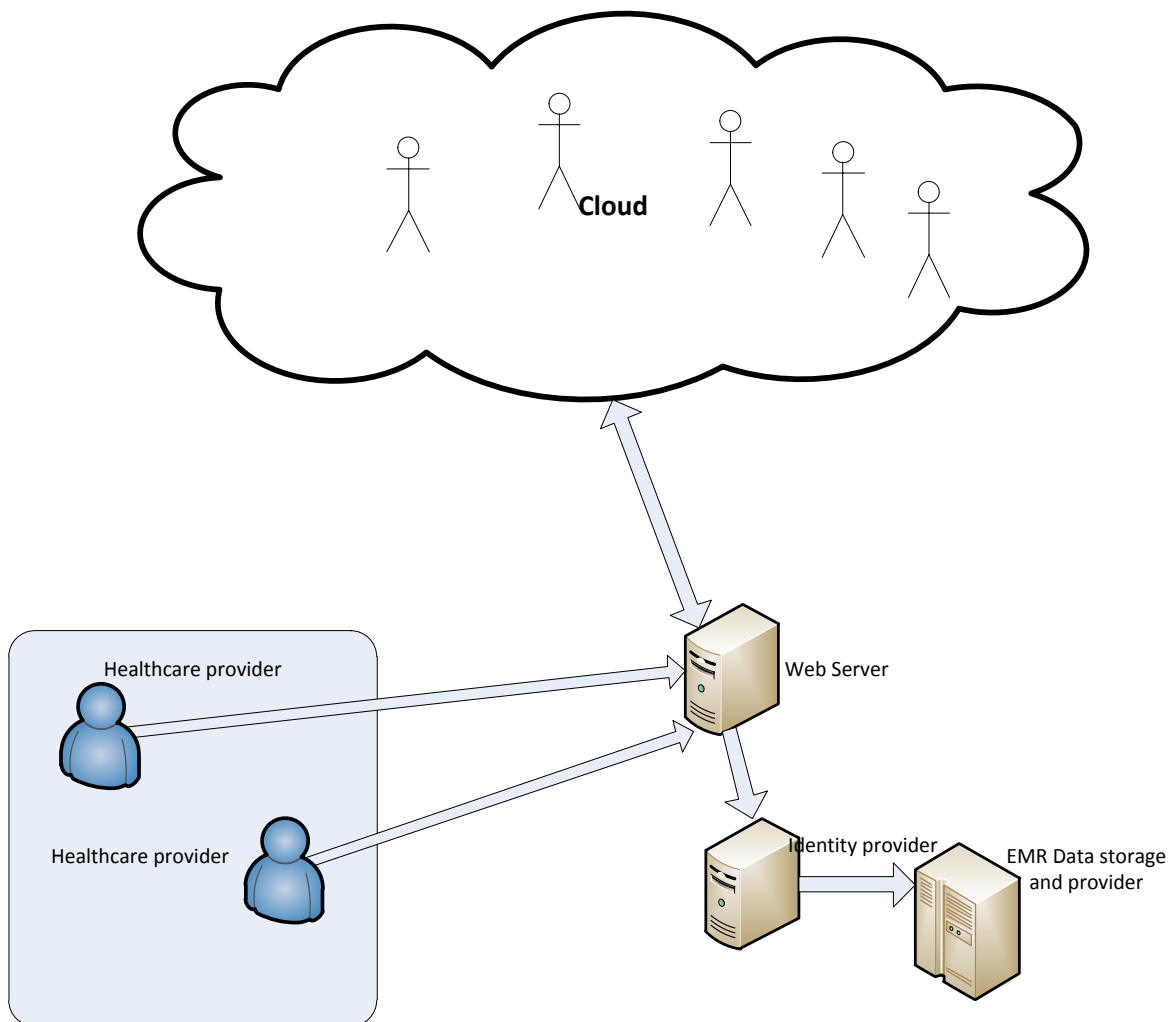 Cloud
Healthcare provider
Web Server
Healthcare provider
Identity provider
EMR Data storage
and provider